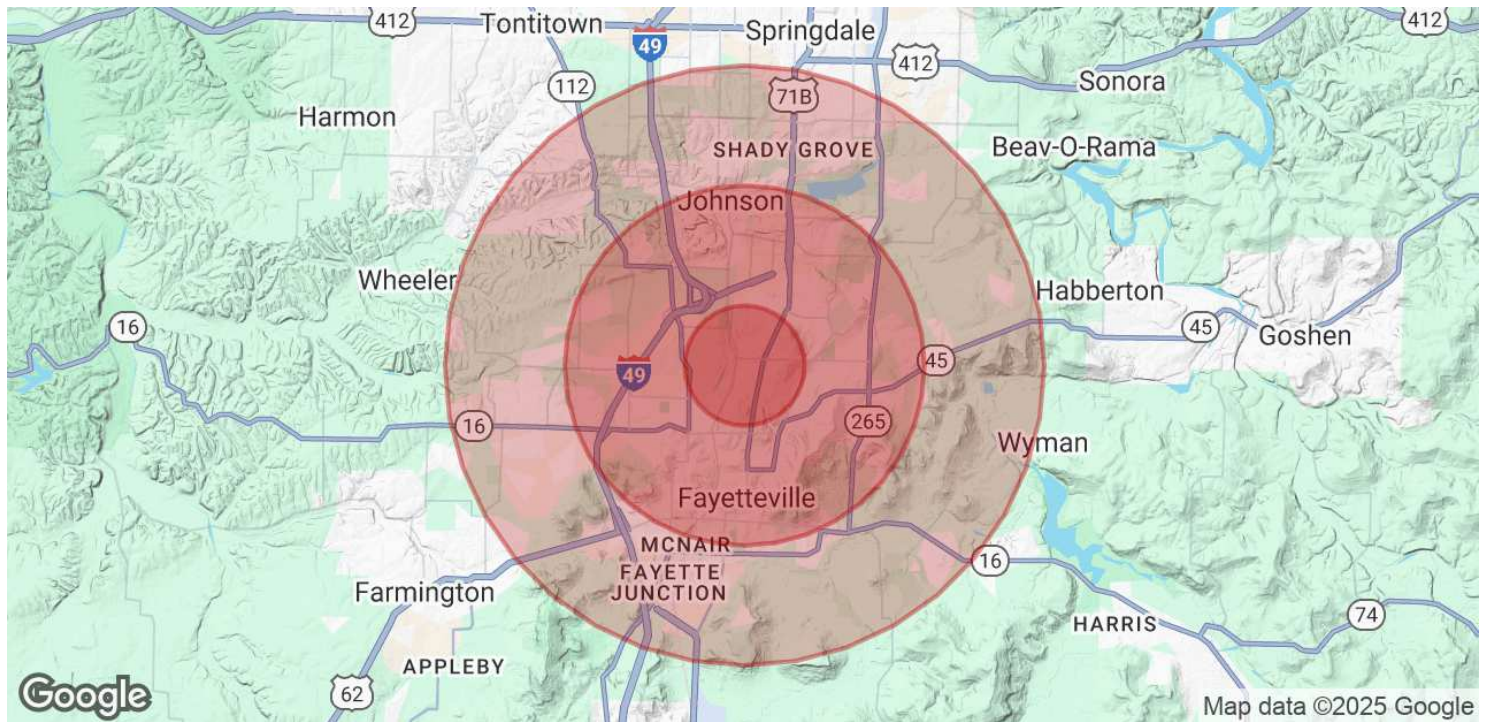 412
Tontitown
49
Springdale
412
412
112
71B
Sonora
Harmon
SHADY GROVE
Beav-O-Rama
Johnson
Wheeler
Habberton
16
45
Goshen
49
45
16
265
Wyman
Fayetteville
MCNAIR
FAYETTE
JUNCTION
16
Farmington
74
HARRIS
APPLEBY
62
Google
Map data ©2025 Google